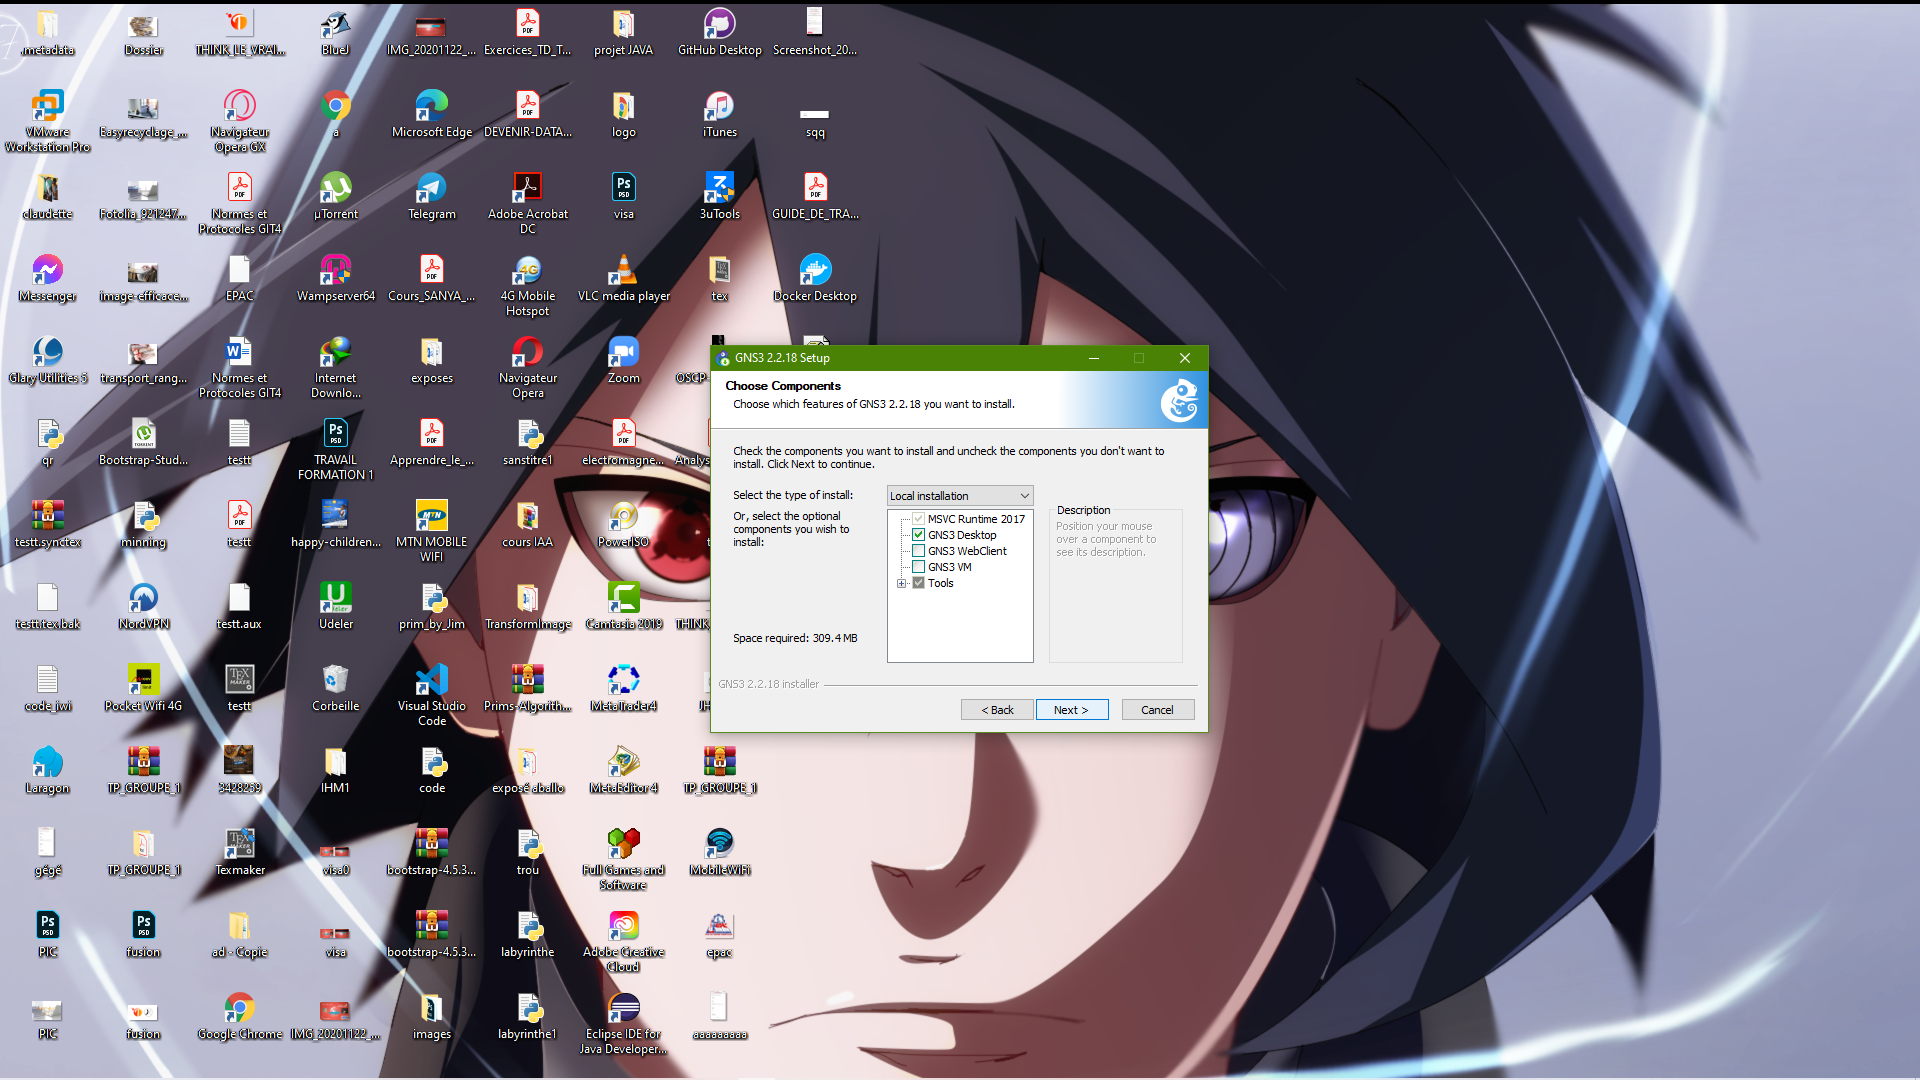 .metadata
Dossier
THINK_LE_VRAI...
BlueJ
IMG_20201122_...
Exercices_TD_T...
projet JAVA
GitHub Desktop
Screenshot_20...
VMware
Workstation Pro
Easyrecyclage_...
Navigateur
Opera GX
a
Microsoft Edge
DEVENIR-DATA...
logo
iTunes
sqq
claudette
Fotolia_921247...
Normes et
Protocoles GIT4
µTorrent
Telegram
Adobe Acrobat
DC
visa
3uTools
GUIDE_DE_TRA...
Messenger
image-efficace...
EPAC
Wampserver64
Cours_SANYA_...
4G Mobile
Hotspot
VLC media player
tex
Docker Desktop
Glary Utilities 5
transport_rang...
Normes et
Protocoles GIT4
Internet
Downlo...
exposes
Navigateur
Opera
Zoom
OSCP-
qr
Bootstrap-Stud...
testt
TRAVAIL
FORMATION 1
Apprendre_le_...
sanstitre1
electromagne...
Analys
testt.synctex
minning
testt
happy-children...
MTN MOBILE
WIFI
cours IAA
PowerISO
testt.tex.bak
NordVPN
testt.aux
Udeler
prim_by_Jim
TransformImage
Camtasia 2019
THINK
code_iwi
Pocket Wifi 4G
testt
Corbeille
Visual Studio
Code
Prims-Algorith...
MetaTrader4
JH
Laragon
TP_GROUPE_1
3428259
IHM1
code
exposé aballo
MetaEditor 4
TP_GROUPE_1
gégé
TP_GROUPE_1
Texmaker
visa0
bootstrap-4.5.3...
trou
Full Games and
Software
MobileWiFi
PIC
fusion
ad - Copie
visa
bootstrap-4.5.3...
labyrinthe
Adobe Creative
Cloud
epac
PIC
fusion
Google Chrome
IMG_20201122_...
images
labyrinthe1
Eclipse IDE for
Java Developer...
aaaaaaaaa
GNS3 2.2.18 Setup
Choose Components
Choose which features of GNS3 2.2.18 you want to install.
Check the components you want to install and uncheck the components you don't want to
install. Click Next to continue.
Select the type of install:
Local installation
Or, select the optional
components you wish to
install:
MSVC Runtime 2017
GNS3 Desktop
GNS3 WebClient
GNS3 VM
Tools
Description
Position your mouse
over a component to
see its description.
Space required: 309.4 MB
GNS3 2.2.18 installer
< Back
Next >
Cancel